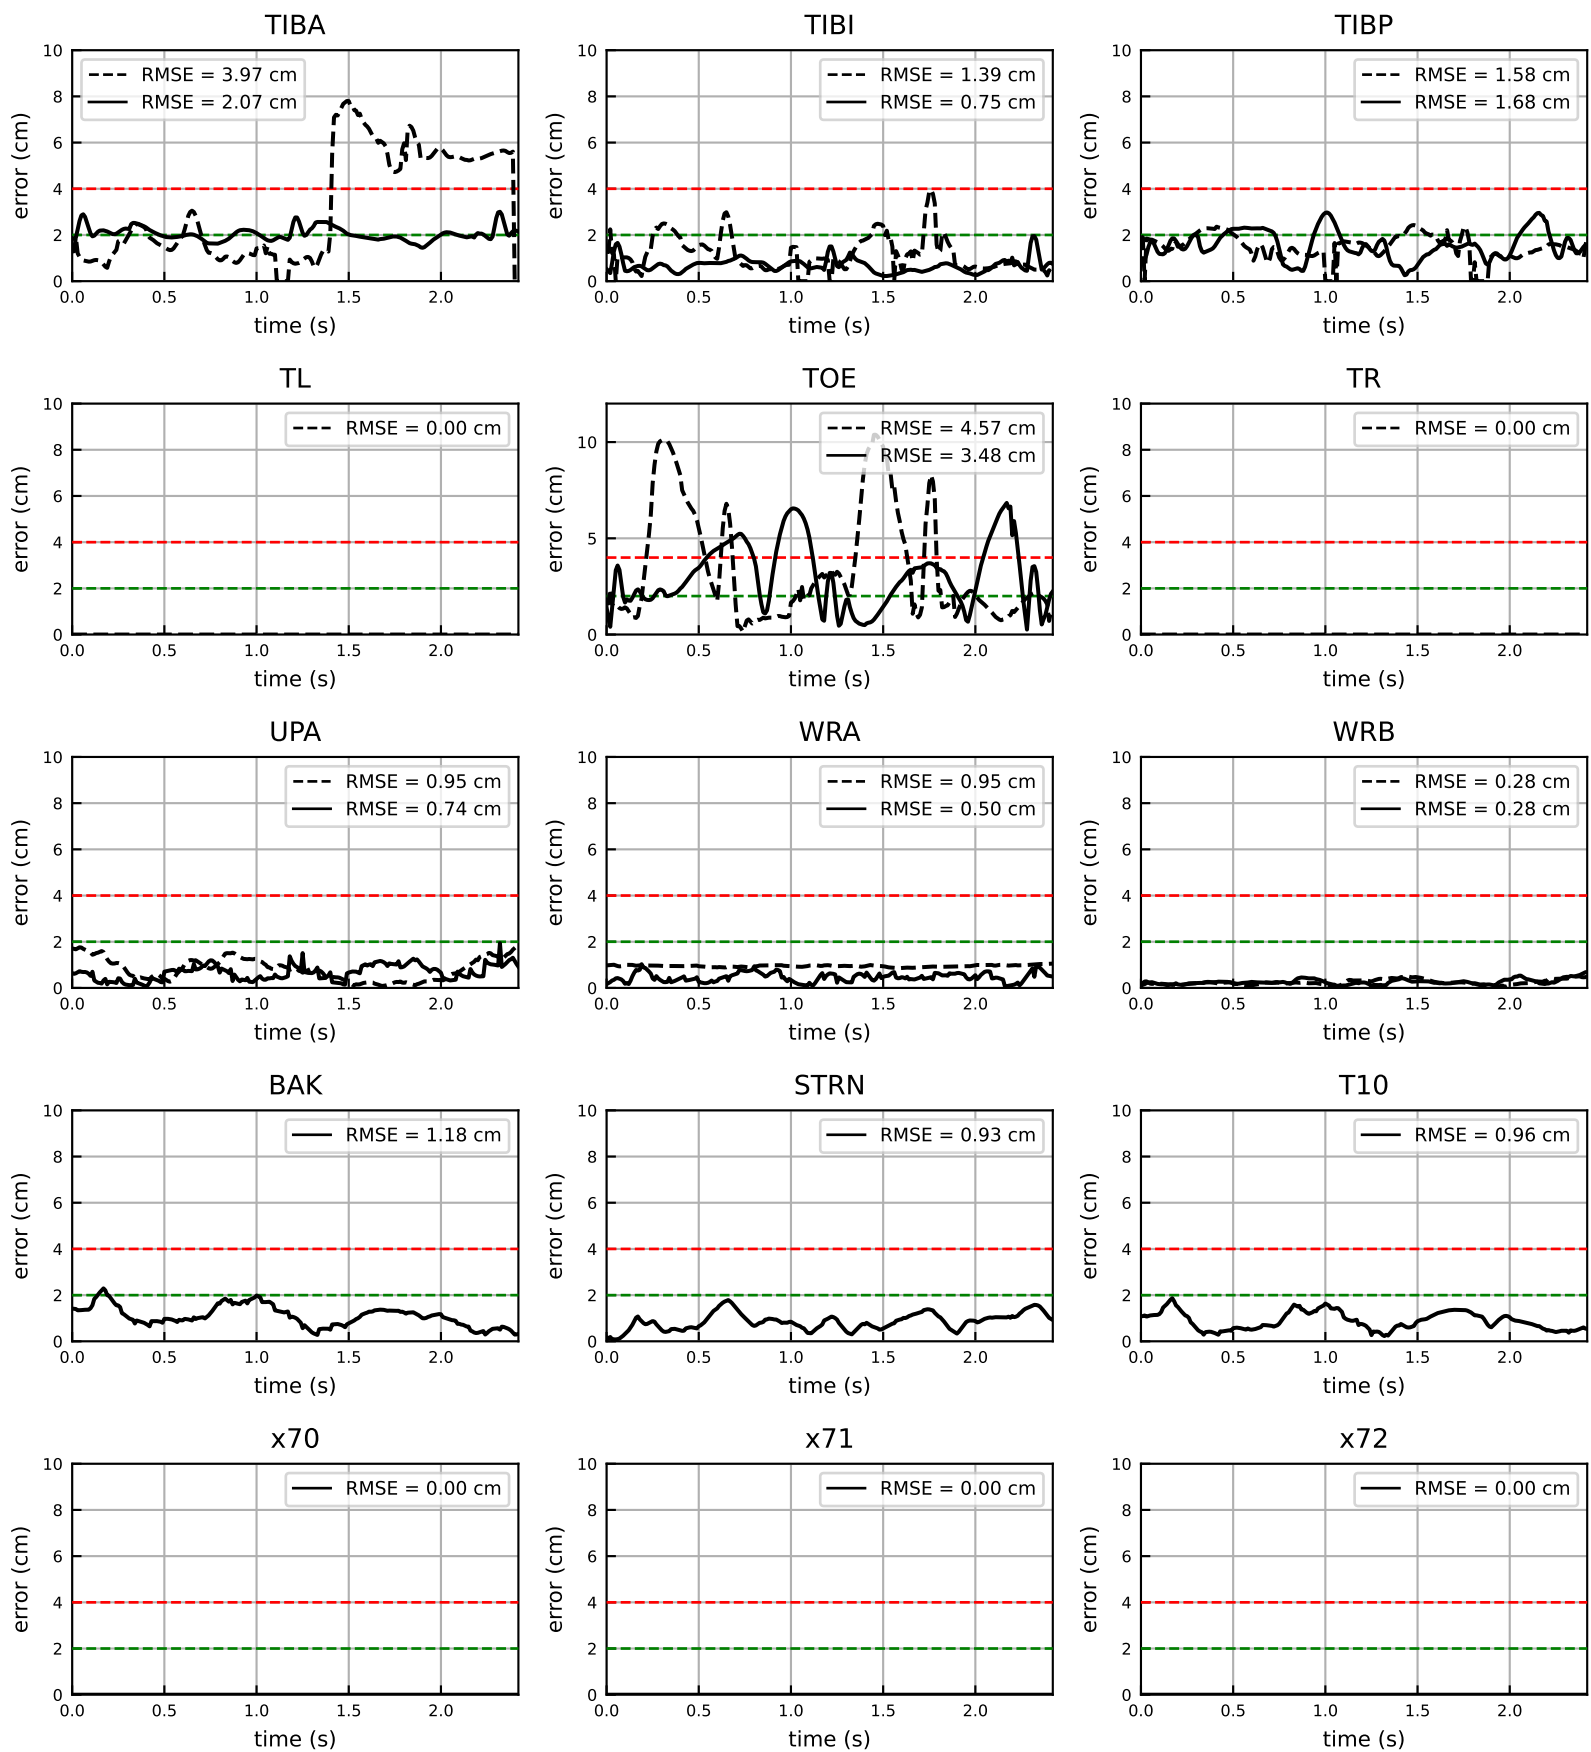 TIBA
TIBI
TIBP
RMSE = 3.97 cm
RMSE = 2.07 cm
RMSE = 1.39 cm
RMSE = 0.75 cm
RMSE = 1.58 cm
RMSE = 1.68 cm
error (cm)
10
8
6
4
2
0
0.0 0.5 1.0 1.5 2.0
time (s)
error (cm)
10
8
6
4
2
0
0.0 0.5 1.0 1.5 2.0
time (s)
error (cm)
10
8
6
4
2
0
0.0 0.5 1.0 1.5 2.0
time (s)
TL
TOE
TR
RMSE = 0.00 cm
RMSE = 4.57 cm
RMSE = 3.48 cm
RMSE = 0.00 cm
error (cm)
10
8
6
4
2
0
0.0 0.5 1.0 1.5 2.0
time (s)
error (cm)
10
5
0
0.0 0.5 1.0 1.5 2.0
time (s)
error (cm)
10
8
6
4
2
0
0.0 0.5 1.0 1.5 2.0
time (s)
UPA
WRA
WRB
RMSE = 0.95 cm
RMSE = 0.74 cm
RMSE = 0.95 cm
RMSE = 0.50 cm
RMSE = 0.28 cm
RMSE = 0.28 cm
error (cm)
10
8
6
4
2
0
0.0 0.5 1.0 1.5 2.0
time (s)
error (cm)
10
8
6
4
2
0
0.0 0.5 1.0 1.5 2.0
time (s)
error (cm)
10
8
6
4
2
0
0.0 0.5 1.0 1.5 2.0
time (s)
BAK
STRN
T10
RMSE = 1.18 cm
RMSE = 0.93 cm
RMSE = 0.96 cm
error (cm)
10
8
6
4
2
0
0.0 0.5 1.0 1.5 2.0
time (s)
error (cm)
10
8
6
4
2
0
0.0 0.5 1.0 1.5 2.0
time (s)
error (cm)
10
8
6
4
2
0
0.0 0.5 1.0 1.5 2.0
time (s)
x70
x71
x72
RMSE = 0.00 cm
RMSE = 0.00 cm
RMSE = 0.00 cm
error (cm)
10
8
6
4
2
0
0.0 0.5 1.0 1.5 2.0
time (s)
error (cm)
10
8
6
4
2
0
0.0 0.5 1.0 1.5 2.0
time (s)
error (cm)
10
8
6
4
2
0
0.0 0.5 1.0 1.5 2.0
time (s)